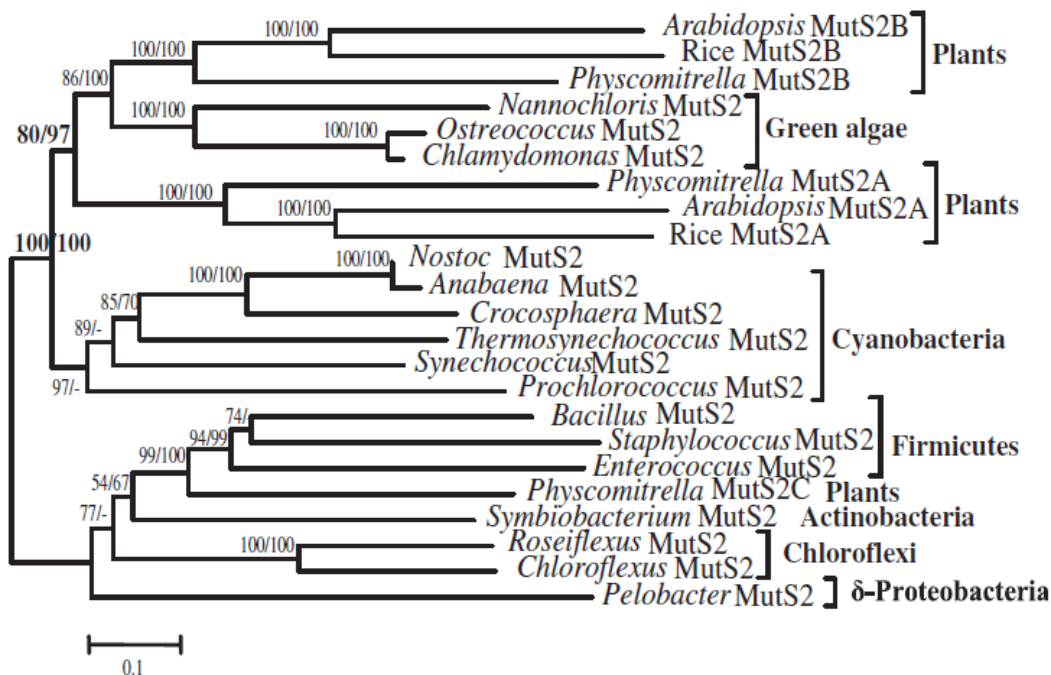 100/100
Arabidopsis MutS2B
100/100
Rice MutS2B
Plants
86/100
Physcomitrella MutS2B
100/100
Nannochloris MutS2
80/97
100/100
Ostreococcus MutS2
Green algae
Chlamydomonas MutS2
100/100
Physcomitrella MutS2A
100/100
Arabidopsis MutS2A
Plants
Rice MutS2A
100/100
100/100
Nostoc MutS2
100/100
Anabaena MutS2
85/70
Crocosphaera MutS2
89/-
Thermosynechococcus MutS2
Cyanobacteria
SynechococcusMutS2
97/-
Prochlorococcus MutS2
74/-
Bacillus MutS2
94/99
Staphylococcus MutS2
Firmicutes
99/100
Enterococcus MutS2
54/67
Physcomitrella MutS2C Plants
77/-
Symbiobacterium MutS2 Actinobacteria
100/100
Roseiflexus MutS2
Chloroflexi
Chloroflexus MutS2
Pelobacter MutS2
δ-Proteobacteria
0.1